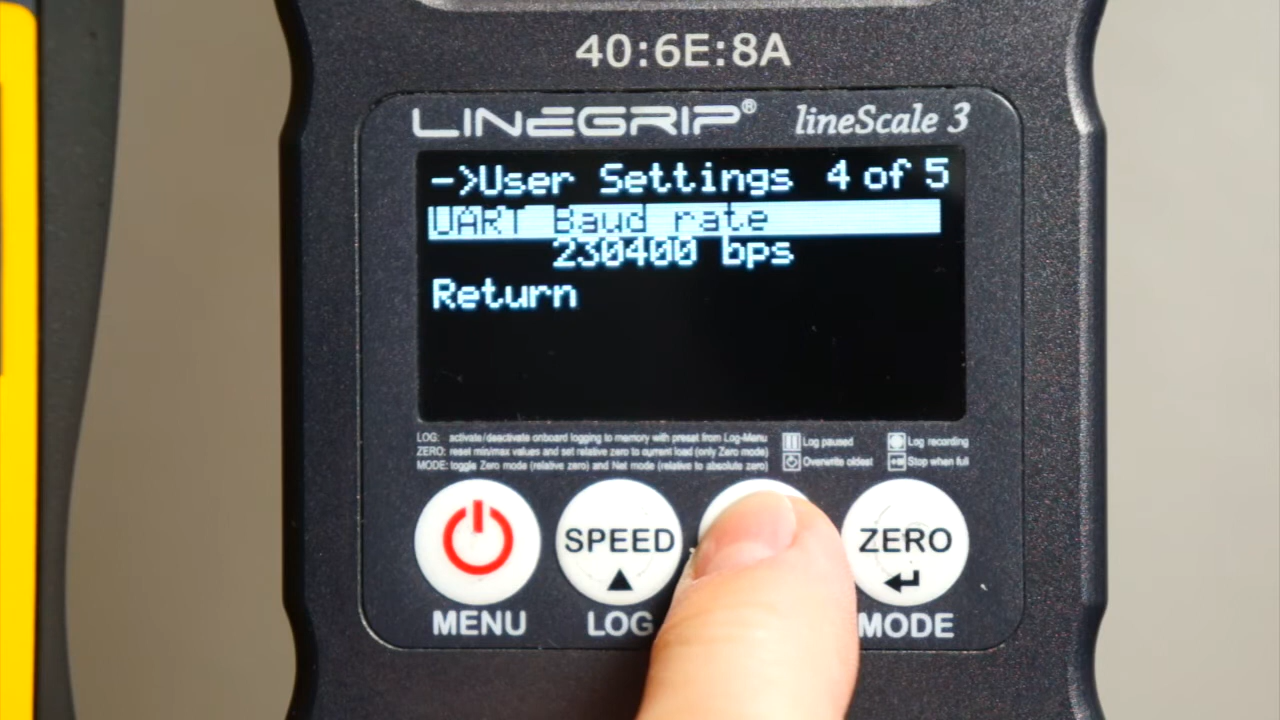 40:6E:8A
LINEGRIP® lineScale 3
->User Settings 4 of 5
UART Baud rate
230400 bps
Return
LOG: activate/deactivate onboard logging to memory with preset from Log-Menu
ZERO: reset min/max values and set relative zero to current load (only Zero mode)
MODE: toggle Zero mode (relative zero) and Net mode (relative to absolute zero)
Log paused Log recording
Overwrite oldest Stop when full
SPEED ZERO
MENU LOG MODE